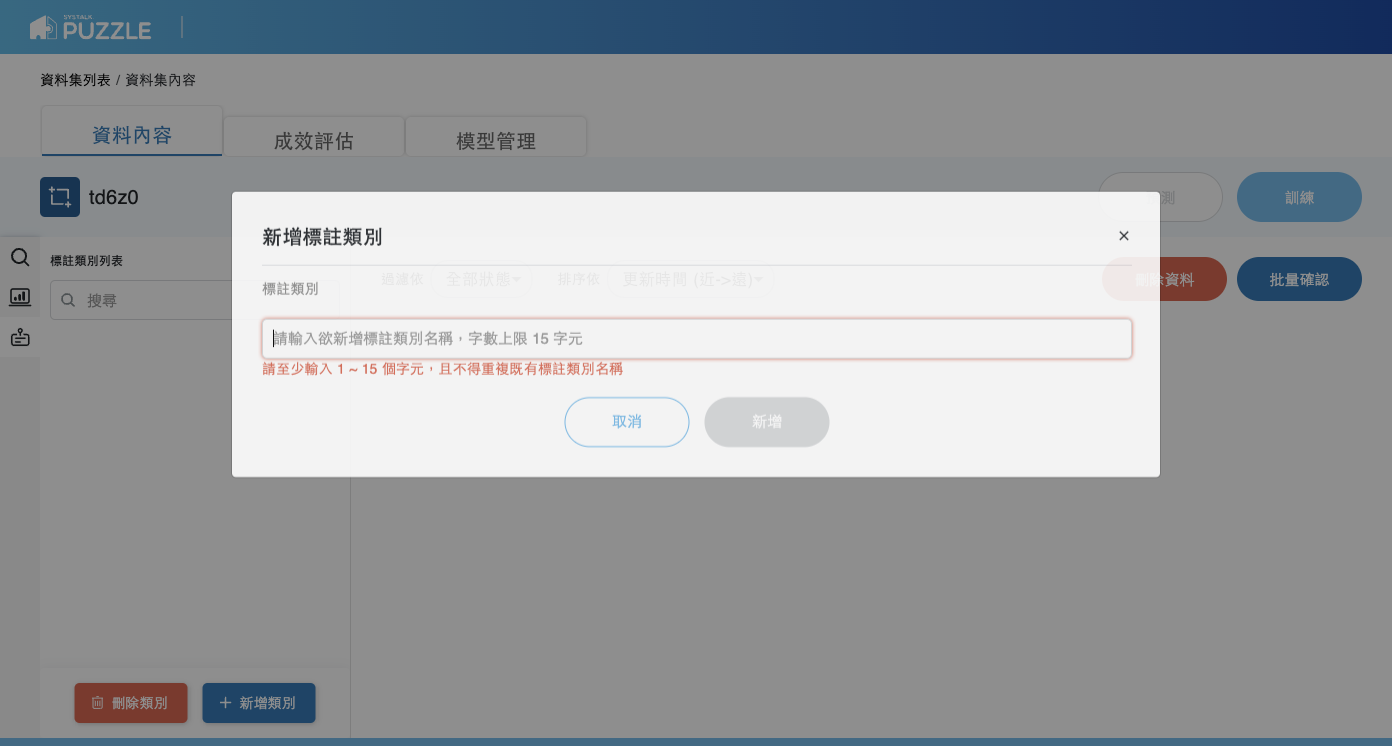 SYSTALK
PUZZLE
資料集列表 / 資料集內容
資料內容
成效評估
模型管理
td6z0
測
訓練
新增標註類別
×
標註類別列表
過濾依
全部狀態
排序依
更新時間 (近->遠)
刪除資料
批量確認
搜尋
標註類別
請輸入欲新增標註類別名稱，字數上限 15 字元
請至少輸入 1 ~ 15 個字元，且不得重複既有標註類別名稱
取消
新增
刪除類別
新增類別